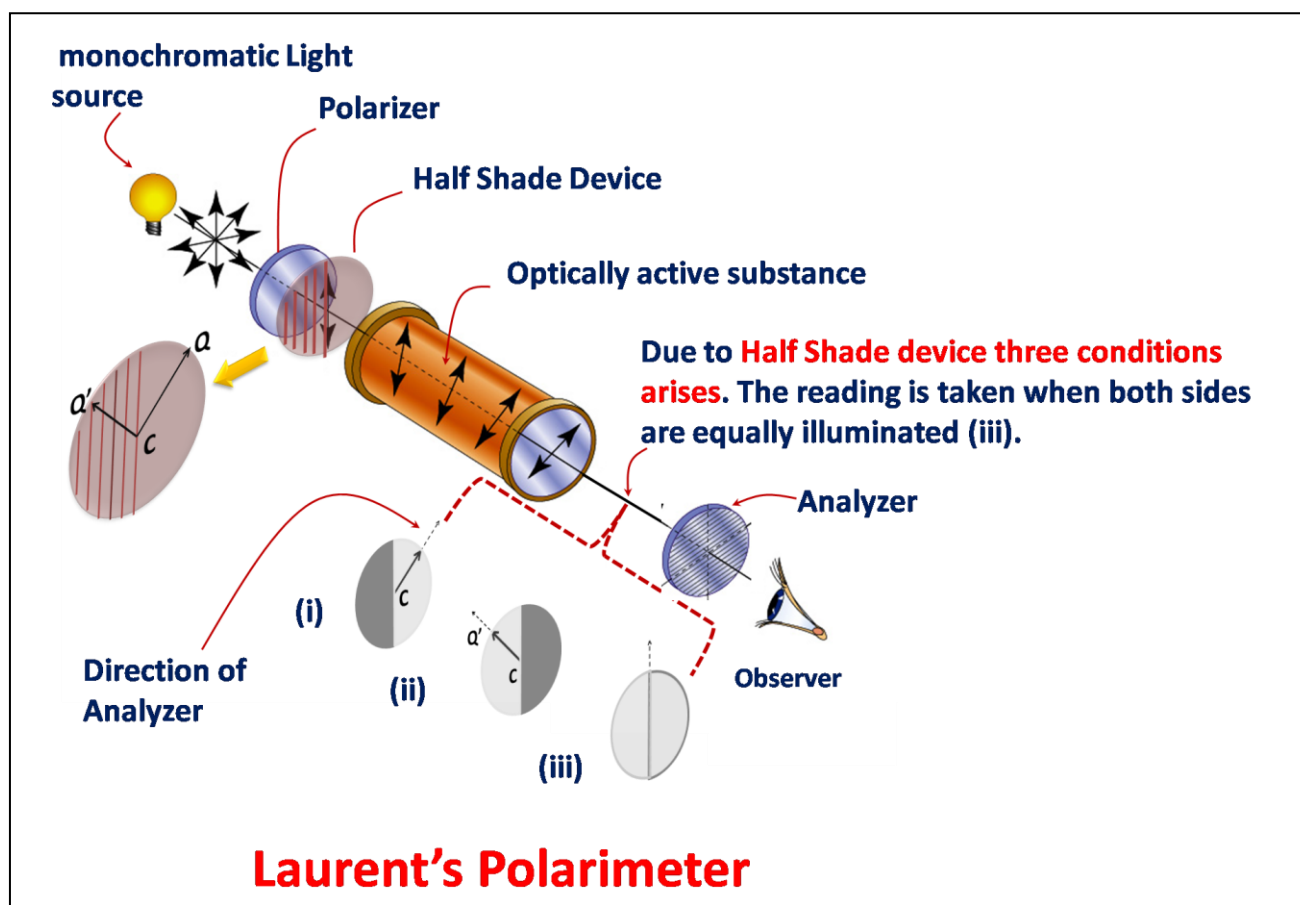 monochromatic Light
source
Polarizer
Half Shade Device
Optically active substance
Due to Half Shade device three conditions
arises. The reading is taken when both sides
are equally illuminated (iii).
Q
Q'
C
Analyzer
(i)
C
Direction of
Analyzer
(ii)
Q'
C
Observer
(iii)
Laurent's Polarimeter